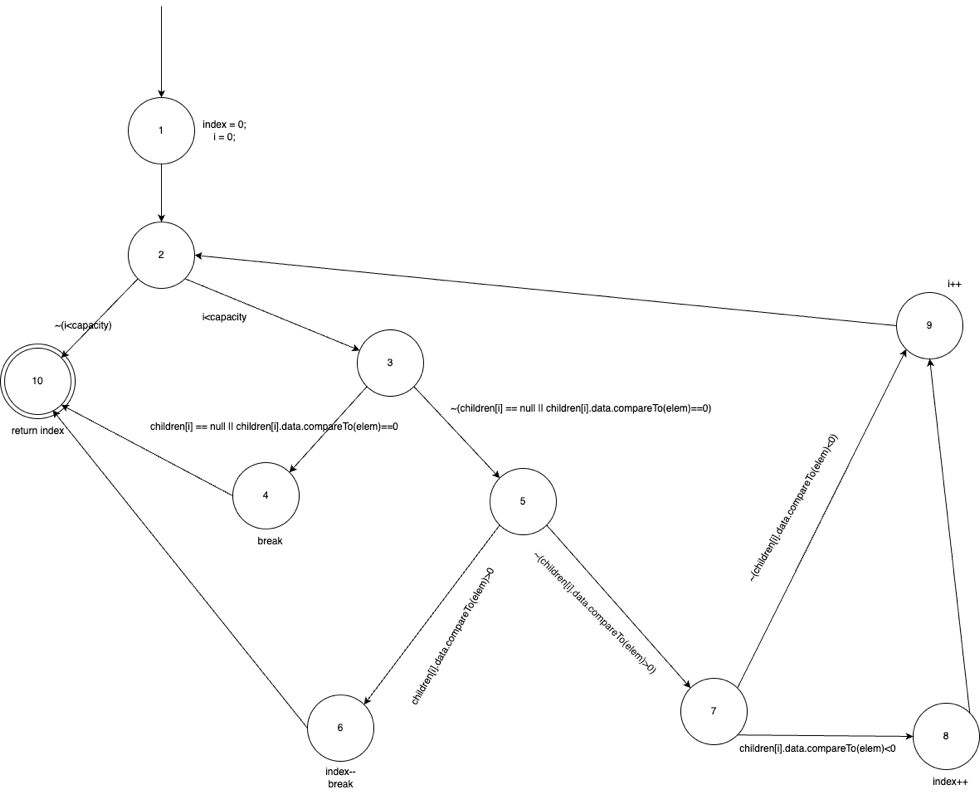 1
index = 0;
i = 0;
2
i++
~(i<capacity)
i<capacity
9
3
10
return index
children[i] == null || children[i].data.compareTo(elem)==0
~(children[i] == null || children[i].data.compareTo(elem)==0)
4
break
5
~(children[i].data.compareTo(elem)<0)
children[i].data.compareTo(elem)>0
~(children[i].data.compareTo(elem)>0)
6
index--
break
7
children[i].data.compareTo(elem)<0
8
index++